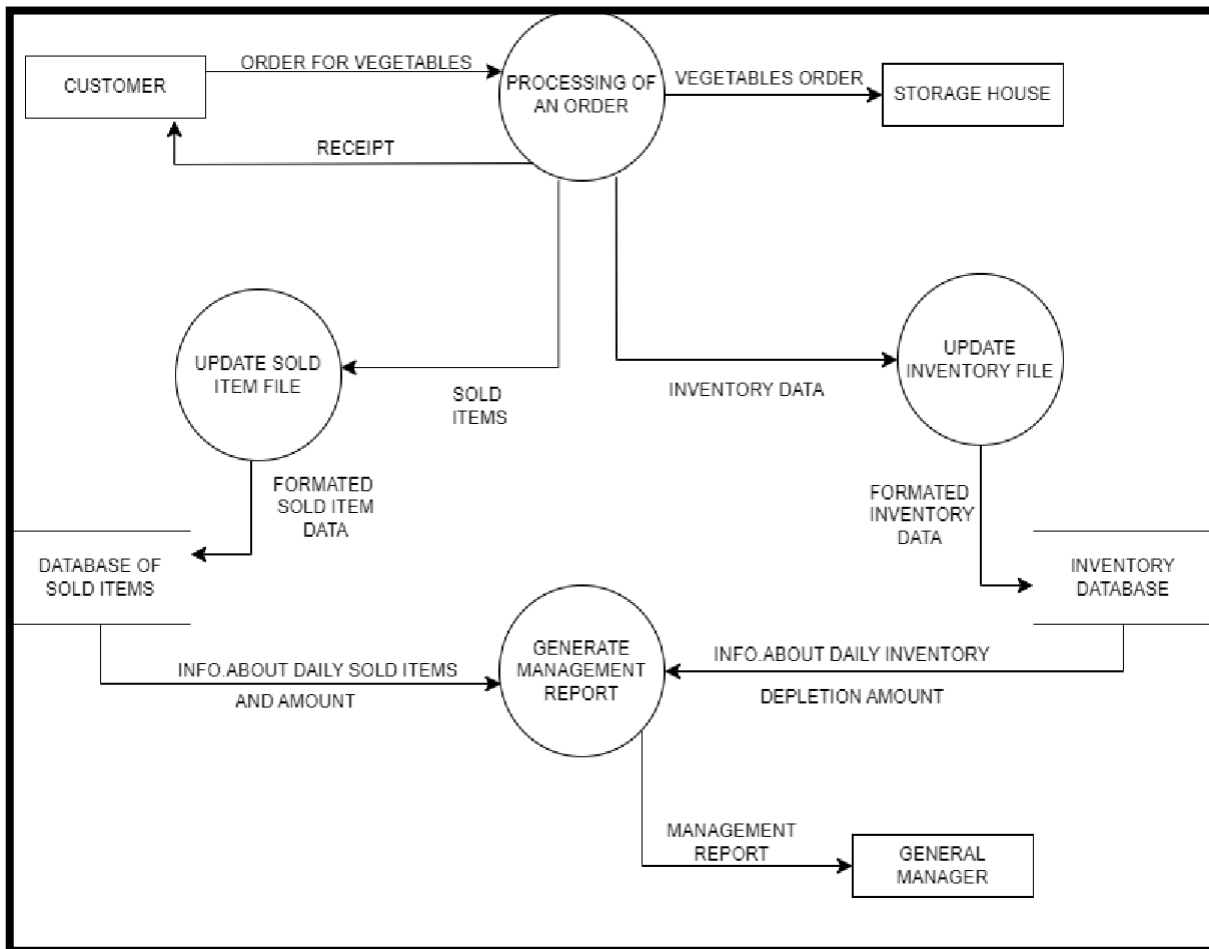 ORDER FOR VEGETABLES
CUSTOMER
RECEIPT
PROCESSING OF
AN ORDER
VEGETABLES ORDER
STORAGE HOUSE
UPDATE SOLD
ITEM FILE
SOLD
ITEMS
INVENTORY DATA
UPDATE
INVENTORY FILE
FORMATED
SOLD ITEM
DATA
FORMATED
INVENTORY
DATA
DATABASE OF
SOLD ITEMS
INVENTORY
DATABASE
INFO.ABOUT DAILY SOLD ITEMS
AND AMOUNT
GENERATE
MANAGEMENT
REPORT
INFO.ABOUT DAILY INVENTORY
DEPLETION AMOUNT
MANAGEMENT
REPORT
GENERAL
MANAGER